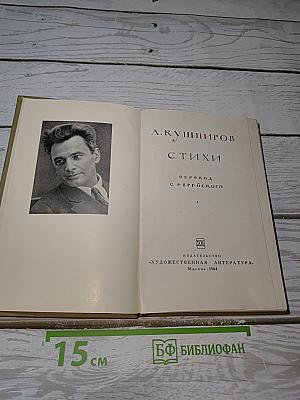 А. КУШНИРОВ
СТИХИ
ПЕРЕВОД
С ЕВРЕЙСКОГО
ИЗДАТЕЛЬСТВО
«ХУДОЖЕСТВЕННАЯ ЛИТЕРАТУРА»
Москва 1964
15 см
БФ БИБЛИОФАН